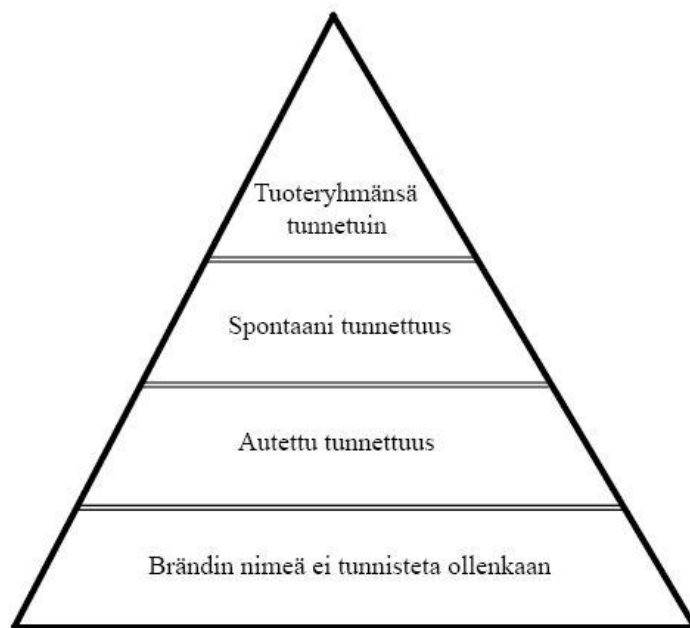 Tuoteryhmänsä
tunnetuin
Spontaani tunnettuus
Autettu tunnettuus
Brändin nimeä ei tunnisteta ollenkaan